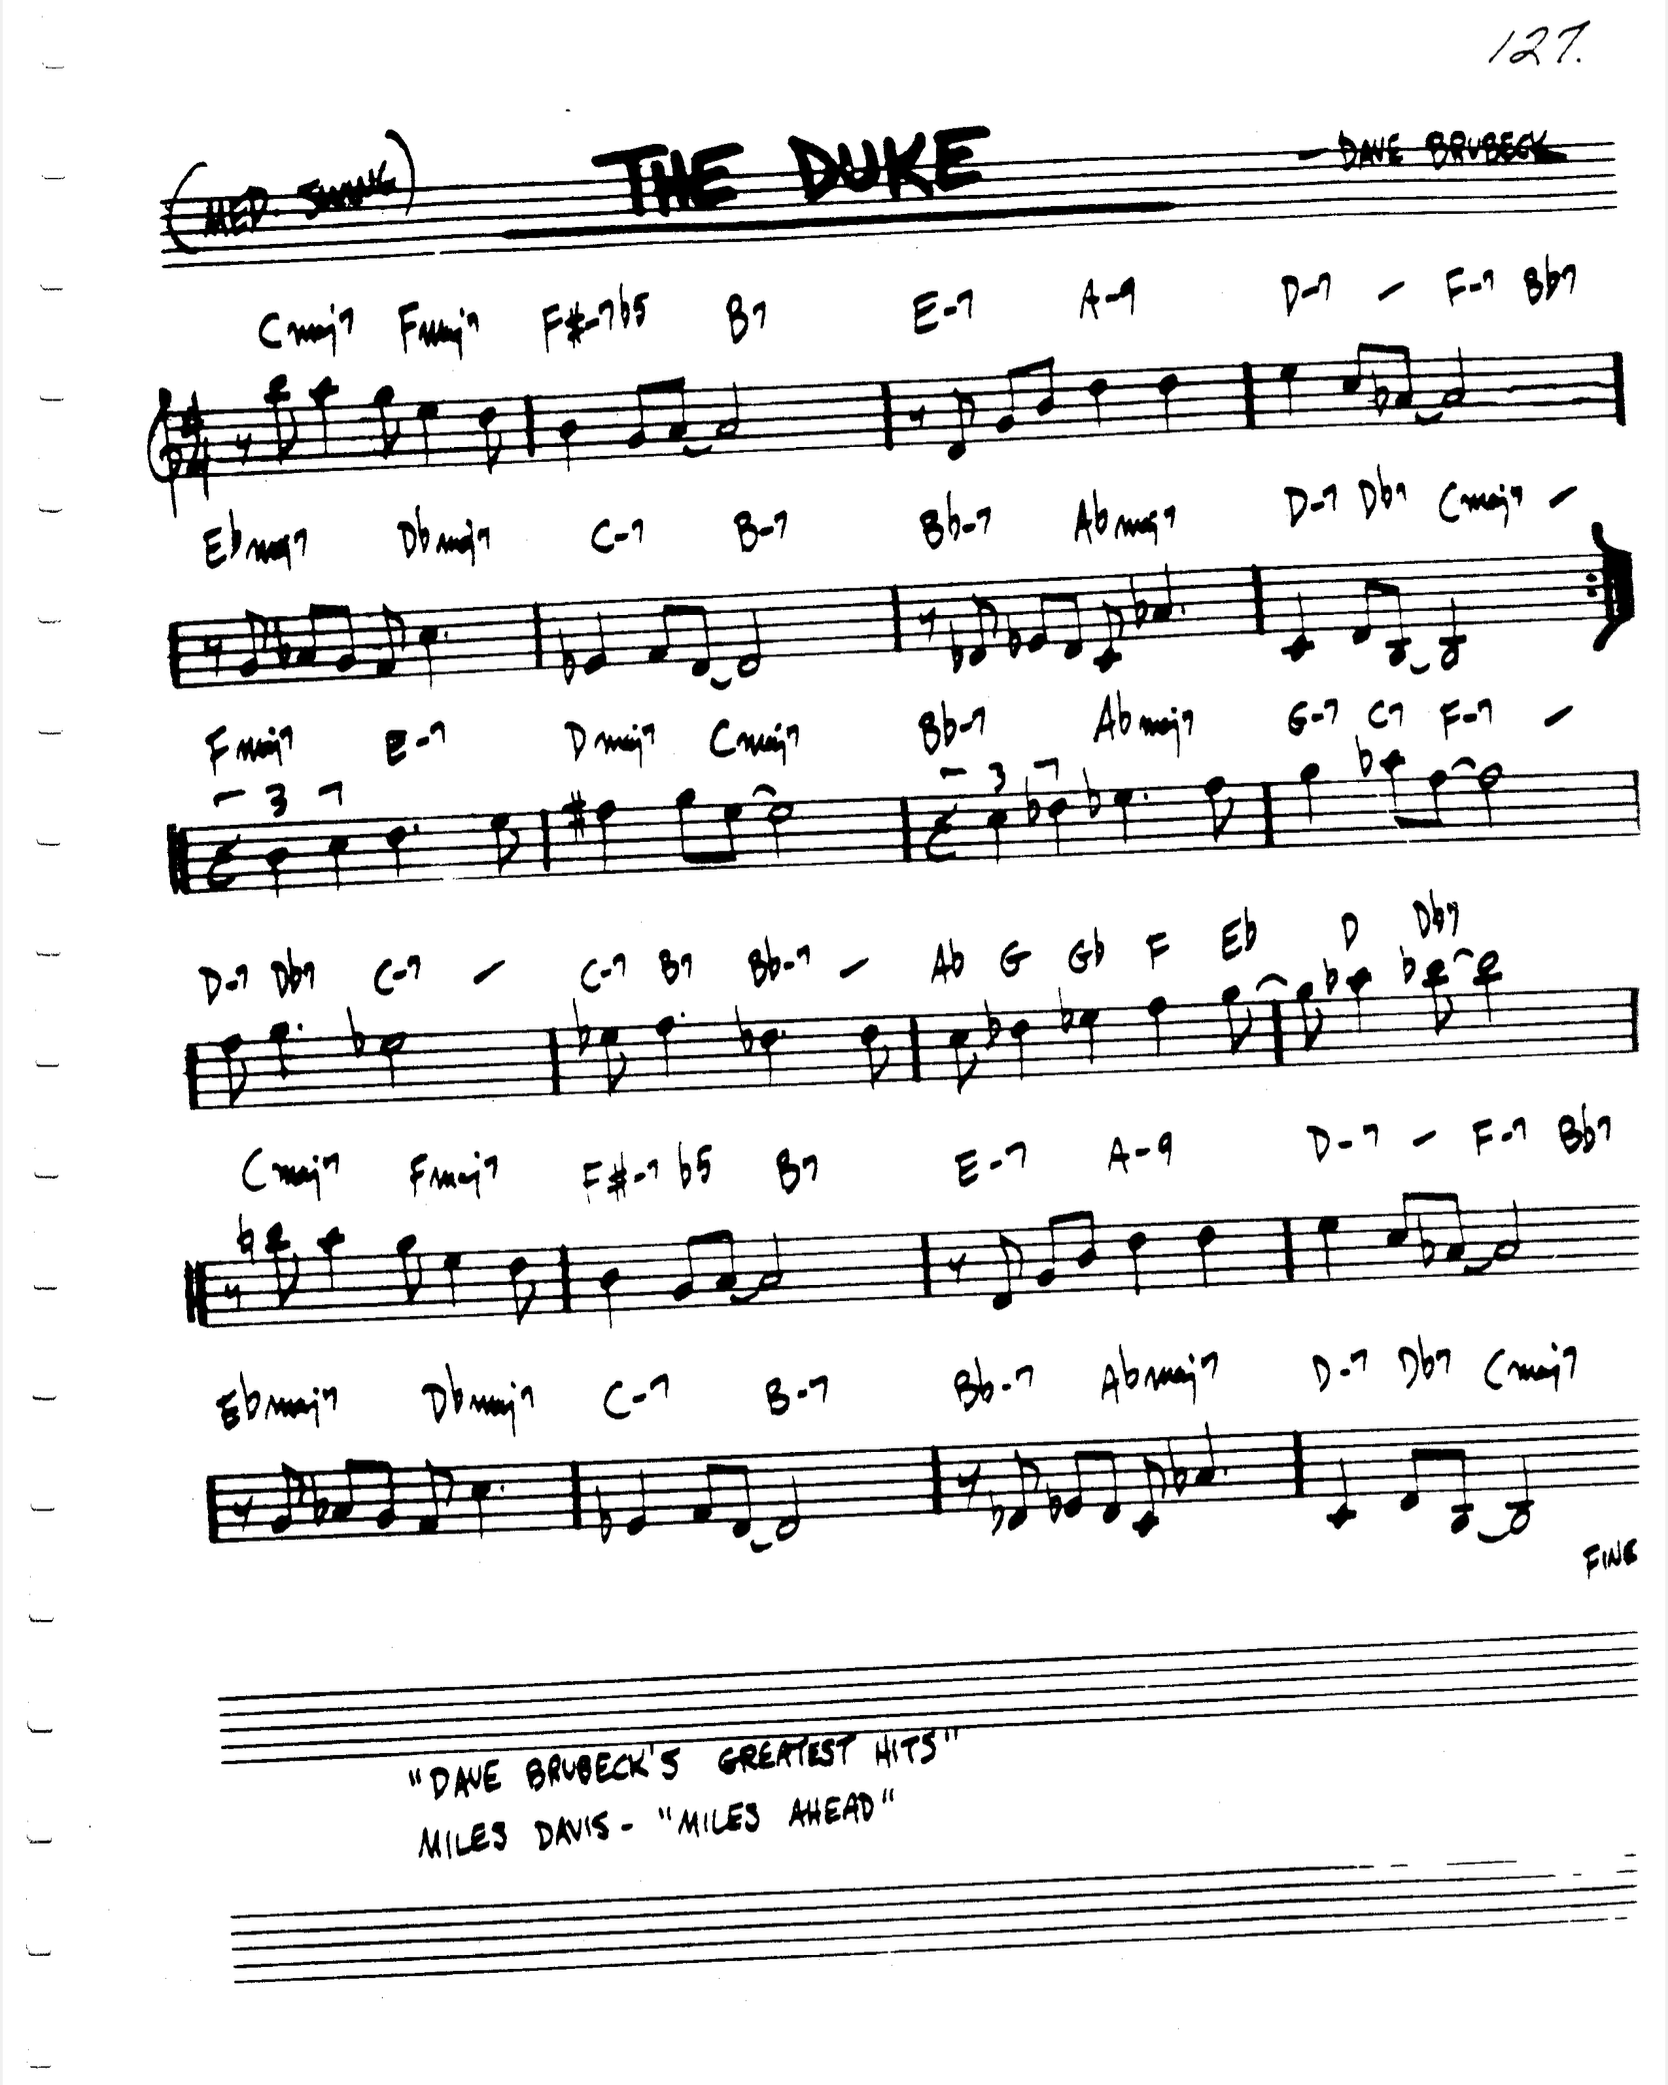 127.
(MED. SWING) THE DUKE - DAVE BRUBECK
Cmaj7 Fmaj7 F#-7b5 B7 E-7 A-9 D-7 - F-7 Bb7
Ebmaj7 Dbmaj7 C-7 B-7 Bb-7 Abmaj7 D-7 Db7 Cmaj7 -
Fmaj7 E-7 Dmaj7 Cmaj7 Bb-7 Abmaj7 G-7 C7 F-7 -
3 3
D-7 Db7 C-7 - C-7 B7 Bb-7 - Ab G Gb F Eb D Db7
Cmaj7 Fmaj7 F#-7b5 B7 E-7 A-9 D-7 - F-7 Bb7
Ebmaj7 Dbmaj7 C-7 B-7 Bb-7 Abmaj7 D-7 Db7 Cmaj7
FINE
"DAVE BRUBECK'S GREATEST HITS"
MILES DAVIS - "MILES AHEAD"